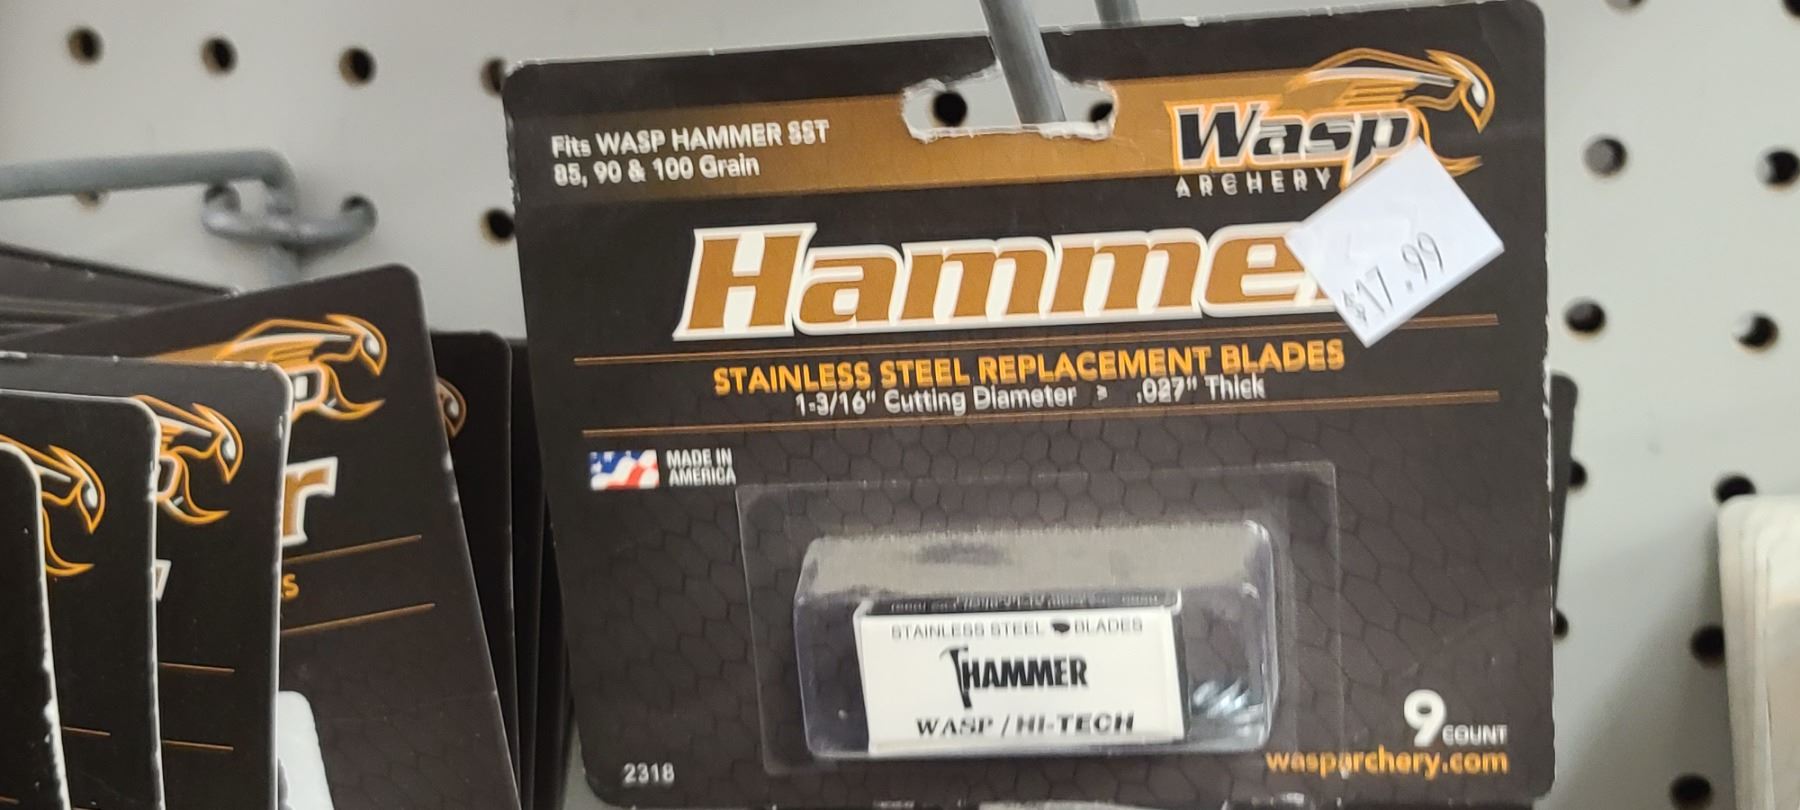 Fits WASP HAMMER SST
85, 90 & 100 Grain
Wasp
ARCHERY
$17.99
Hammer
STAINLESS STEEL REPLACEMENT BLADES
1-3/16" Cutting Diameter .027" Thick
MADE IN
AMERICA
STAINLESS STEEL BLADES
HAMMER
WASP / HI-TECH
9 COUNT
wasparchery.com
2318
r
s